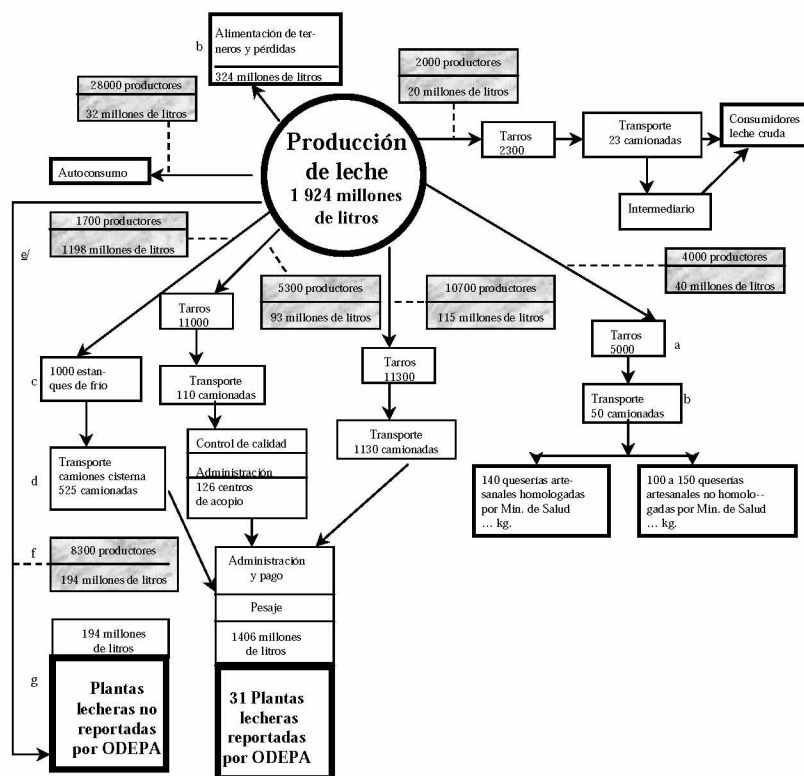 b
Alimentación de ter-
neros y pérdidas
324 millones de litros
2000 productores
20 millones de litros
28000 productores
32 millones de litros
Producción
de leche
1 924 millones
de litros
Tarros
2300
Transporte
23 camionadas
Consumidores
leche cruda
Autoconsumo
Intermediario
e/
1700 productores
1198 millones de litros
5300 productores
93 millones de litros
10700 productores
115 millones de litros
4000 productores
40 millones de litros
Tarros
11000
Tarros
11300
Tarros
5000
a
c
1000 estan-
ques de frío
Transporte
110 camionadas
Transporte
50 camionadas
b
d
Transporte
camiones cisterna
525 camionadas
Control de calidad
Administración
126 centros
de acopio
Transporte
1130 camionadas
140 queserías arte-
sanales homologadas
por Min. de Salud
... kg.
100 a 150 queserías
artesanales no homolo--
gadas por Min. de Salud
... kg.
f
8300 productores
194 millones de litros
Administración
y pago
Pesaje
194 millones
de litros
1406 millones
de litros
g
Plantas
lecheras no
reportadas
por ODEPA
31 Plantas
lecheras
reportadas
por ODEPA